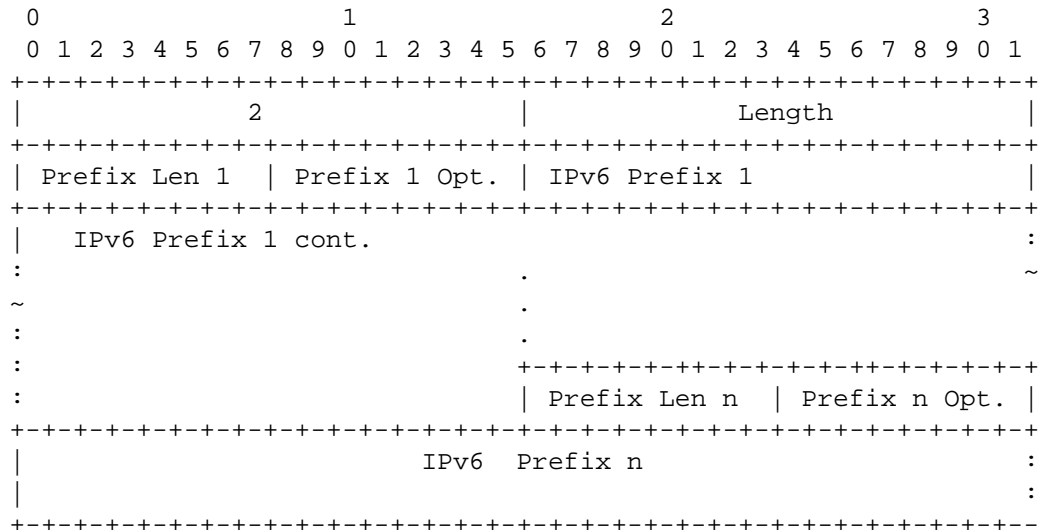 0                   1                   2                   3
 0 1 2 3 4 5 6 7 8 9 0 1 2 3 4 5 6 7 8 9 0 1 2 3 4 5 6 7 8 9 0 1
+-+-+-+-+-+-+-+-+-+-+-+-+-+-+-+-+-+-+-+-+-+-+-+-+-+-+-+-+-+-+-+-+
|              2                |             Length            |
+-+-+-+-+-+-+-+-+-+-+-+-+-+-+-+-+-+-+-+-+-+-+-+-+-+-+-+-+-+-+-+-+
| Prefix Len 1  | Prefix 1 Opt. | IPv6 Prefix 1                 |
+-+-+-+-+-+-+-+-+-+-+-+-+-+-+-+-+-+-+-+-+-+-+-+-+-+-+-+-+-+-+-+-+
|   IPv6 Prefix 1 cont.                                         :
:                               .                               ~
~                               .
:                               .
:                               +-+-+-+-+-++-+-+-+-++-+-+-+-+-+
:                               | Prefix Len n  | Prefix n Opt. |
+-+-+-+-+-+-+-+-+-+-+-+-+-+-+-+-+-+-+-+-+-+-+-+-+-+-+-+-+-+-+-+-+
|                         IPv6  Prefix n                        :
|                                                               :
+-+-+-+-+-+-+-+-+-+-+-+-+-+-+-+-+-+-+-+-+-+-+-+-+-+-+-+-+-+-+-+--